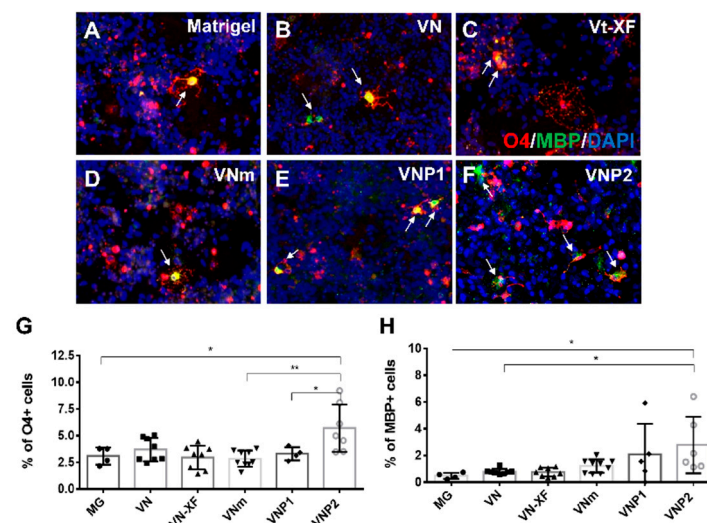 A Matrigel
B VN
C Vt-XF
O4/MBP/DAPI
D VNm
E VNP1
F VNP2
G
H
% of O4+ cells
12.5
10.0
7.5
5.0
2.5
0.0
*
**
*
MG VN VN-XF VNm VNP1 VNP2
% of MBP+ cells
10
8
6
4
2
0
*
*
MG VN VN-XF VNm VNP1 VNP2